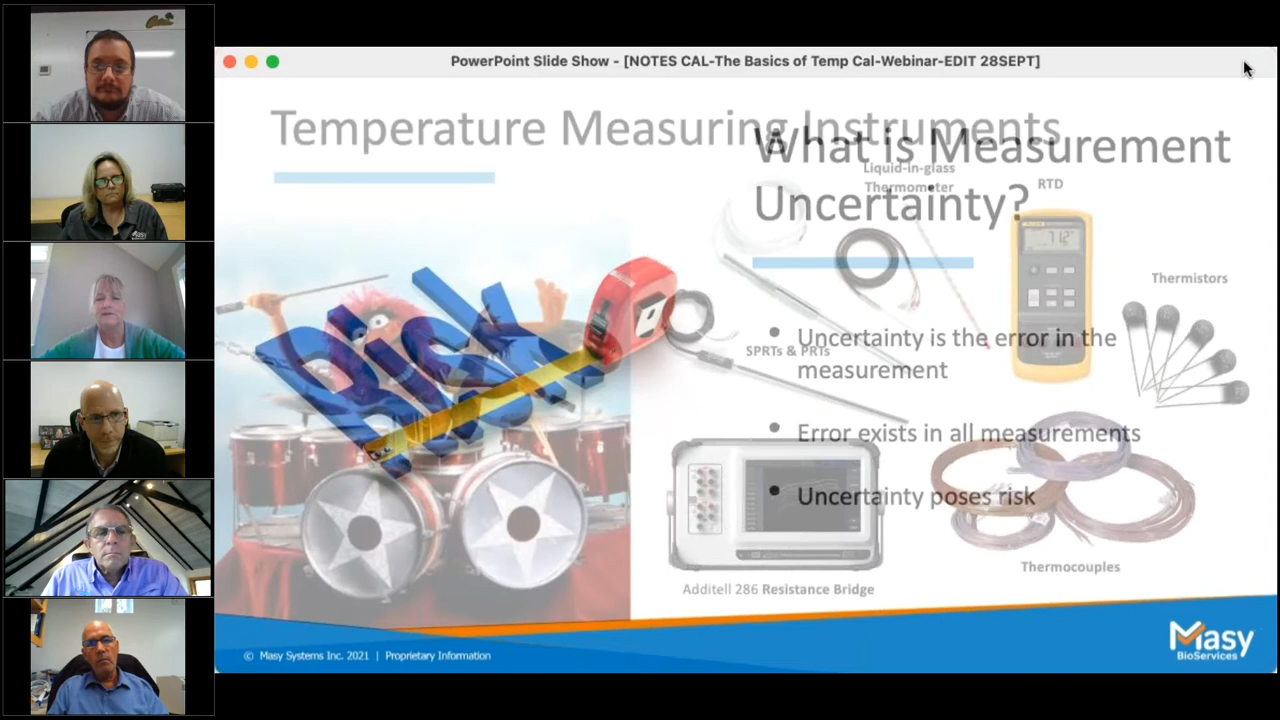 PowerPoint Slide Show - [NOTES CAL-The Basics of Temp Cal-Webinar-EDIT 28SEPT]
Temperature Measuring Instruments
What is Measurement
Uncertainty?
Liquid-in-glass
Thermometer
RTD
Thermistors
Risk
SPRTs & PRTs
• Uncertainty is the error in the
measurement
• Error exists in all measurements
• Uncertainty poses risk
Thermocouples
Additell 286 Resistance Bridge
© Masy Systems Inc. 2021 | Proprietary Information
Masy
BioServices
Masy